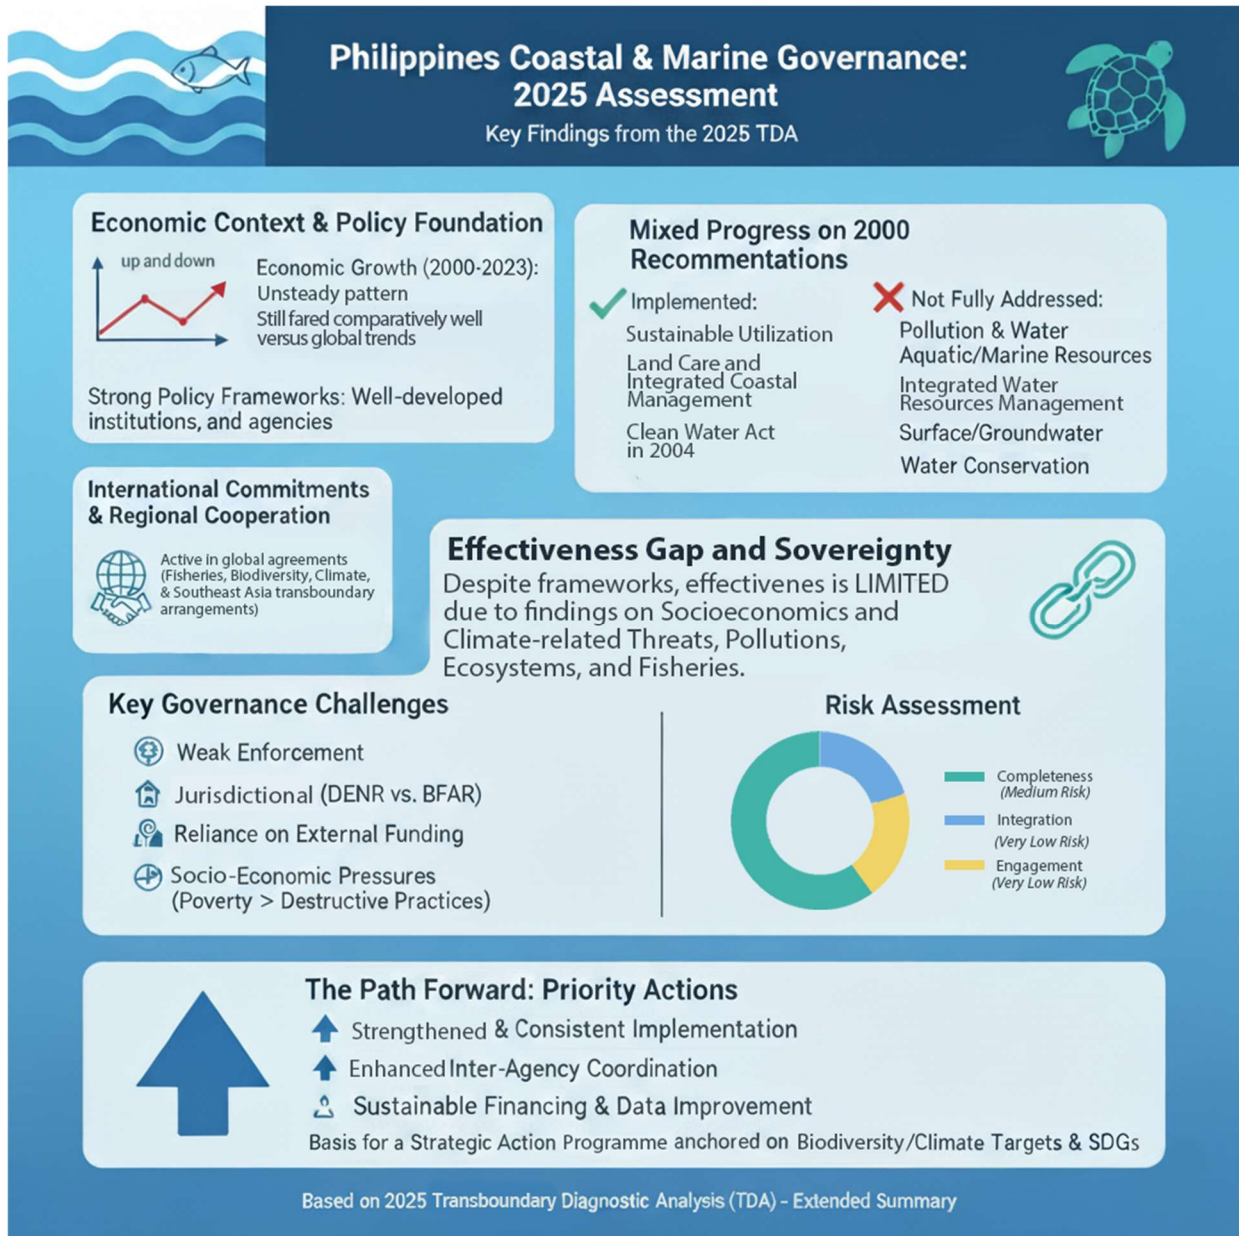 Philippines Coastal & Marine Governance:
2025 Assessment
Key Findings from the 2025 TDA
Economic Context & Policy Foundation
up and down
Economic Growth (2000-2023):
Unsteady pattern
Still fared comparatively well
versus global trends
Strong Policy Frameworks: Well-developed
institutions, and agencies
Mixed Progress on 2000
Recommentations
Implemented:
Sustainable Utilization
Land Care and
Integrated Coastal
Management
Clean Water Act
in 2004
Not Fully Addressed:
Pollution & Water
Aquatic/Marine Resources
Integrated Water
Resources Management
Surface/Groundwater
Water Conservation
International Commitments
& Regional Cooperation
Active in global agreements
(Fisheries, Biodiversity, Climate,
& Southeast Asia transboundary
arrangements)
Effectiveness Gap and Sovereignty
Despite frameworks, effectivenes is LIMITED
due to findings on Socioeconomics and
Climate-related Threats, Pollutions,
Ecosystems, and Fisheries.
Key Governance Challenges
Weak Enforcement
Jurisdictional (DENR vs. BFAR)
Reliance on External Funding
Socio-Economic Pressures
(Poverty > Destructive Practices)
Risk Assessment
Completeness
(Medium Risk)
Integration
(Very Low Risk)
Engagement
(Very Low Risk)
The Path Forward: Priority Actions
Strengthened & Consistent Implementation
Enhanced Inter-Agency Coordination
Sustainable Financing & Data Improvement
Basis for a Strategic Action Programme anchored on Biodiversity/Climate Targets & SDGs
Based on 2025 Transboundary Diagnostic Analysis (TDA) - Extended Summary